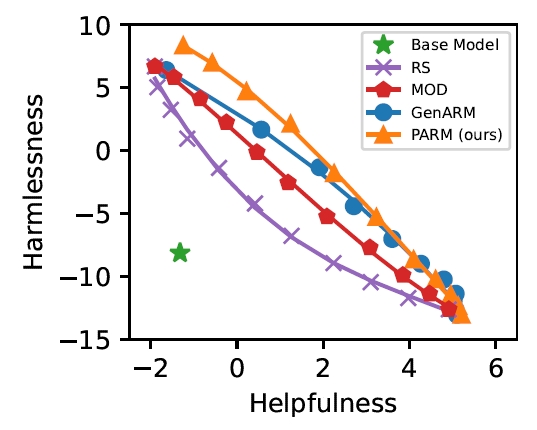 10
5
0
−5
−10
−15
Harmlessness
−2 0 2 4 6
Helpfulness
Base Model
RS
MOD
GenARM
PARM (ours)